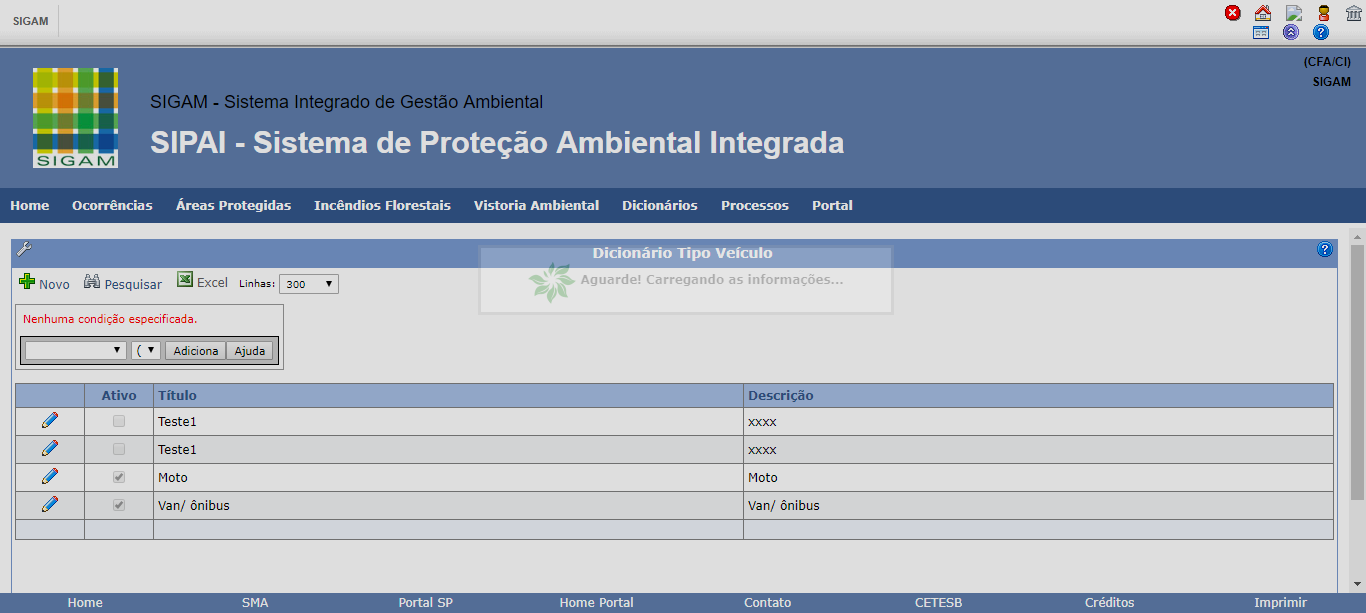 SIGAM
(CFA/CI)
SIGAM
SIGAM
SIGAM - Sistema Integrado de Gestão Ambiental
SIPAI - Sistema de Proteção Ambiental Integrada
Home Ocorrências Áreas Protegidas Incêndios Florestais Vistoria Ambiental Dicionários Processos Portal
Dicionário Tipo Veículo
Aguarde! Carregando as informações...
Novo Pesquisar Excel Linhas: 300
Nenhuma condição especificada.
( Adiciona Ajuda
Ativo Título Descrição
Teste1 xxxx
Teste1 xxxx
Moto Moto
Van/ ônibus Van/ ônibus
Home SMA Portal SP Home Portal Contato CETESB Créditos Imprimir